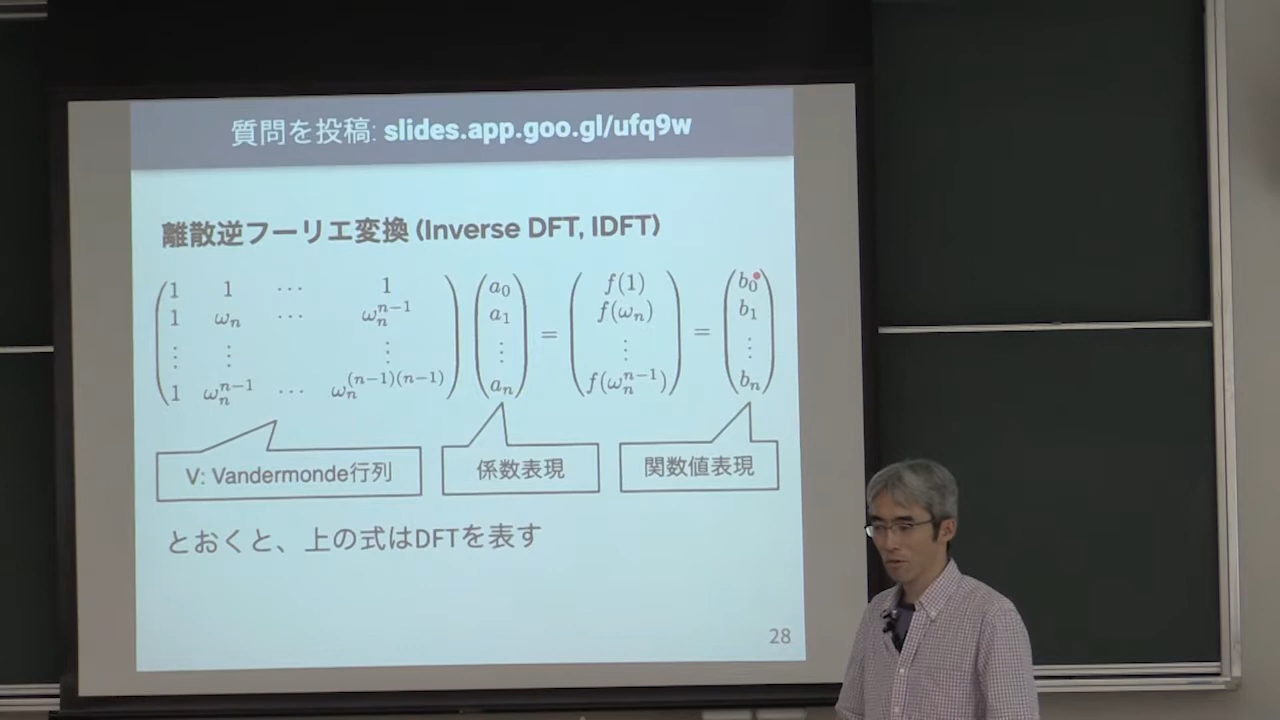 質問を投稿: slides.app.goo.gl/ufq9w
離散逆フーリエ変換 (Inverse DFT, IDFT)
1 1 ⋯ 1 a₀ f(1) b₀
1 ωₙ ⋯ ωₙⁿ⁻¹ a₁ = f(ωₙ) = b₁
⋮ ⋮ ⋮ ⋮ ⋮ ⋮
1 ωₙⁿ⁻¹ ⋯ ωₙ⁽ⁿ⁻¹⁾⁽ⁿ⁻¹⁾ aₙ f(ωₙⁿ⁻¹) bₙ
V: Vandermonde行列
係数表現
関数値表現
とおくと、上の式はDFTを表す
28